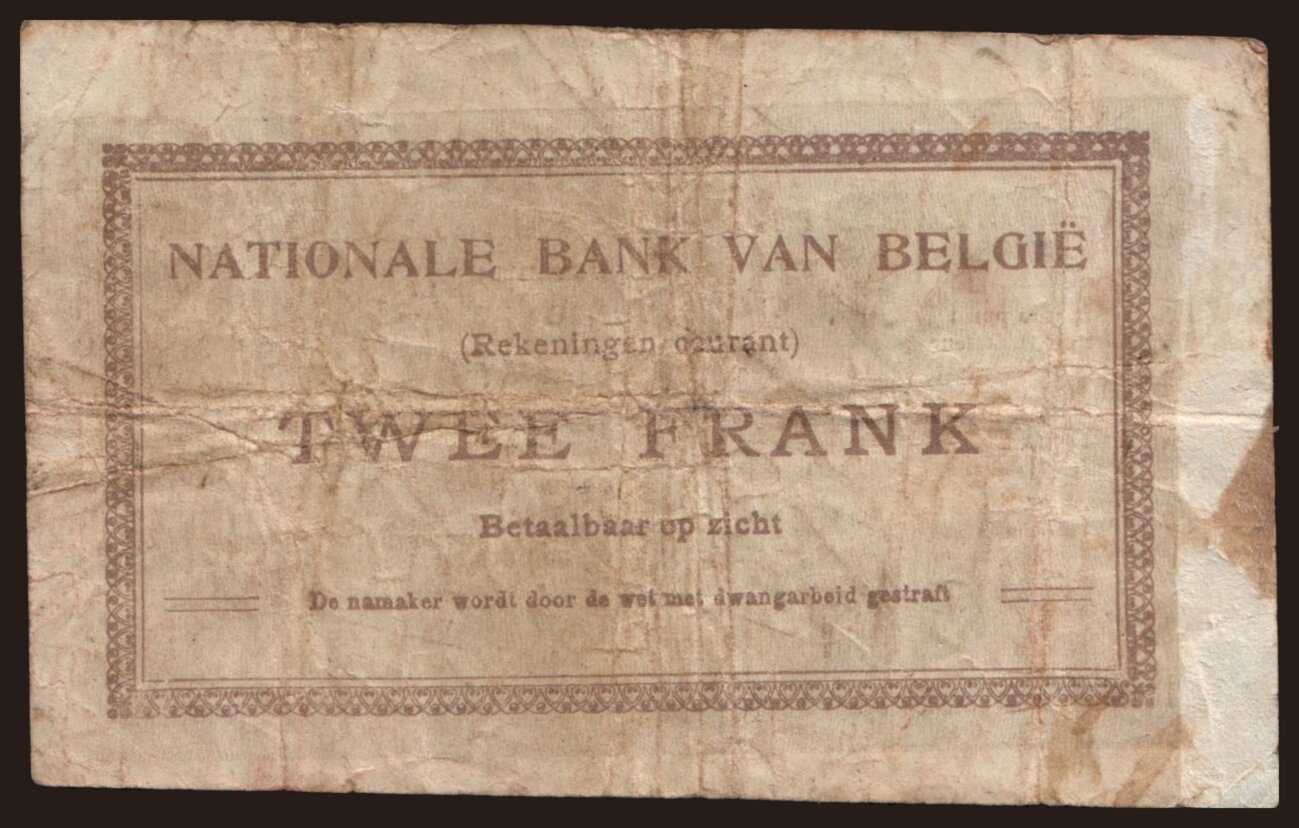 NATIONALE BANK VAN BELGIË
(Rekeningen courant)
TWEE FRANK
Betaalbaar op zicht
De namaker wordt door de wet met dwangarbeid gestraft